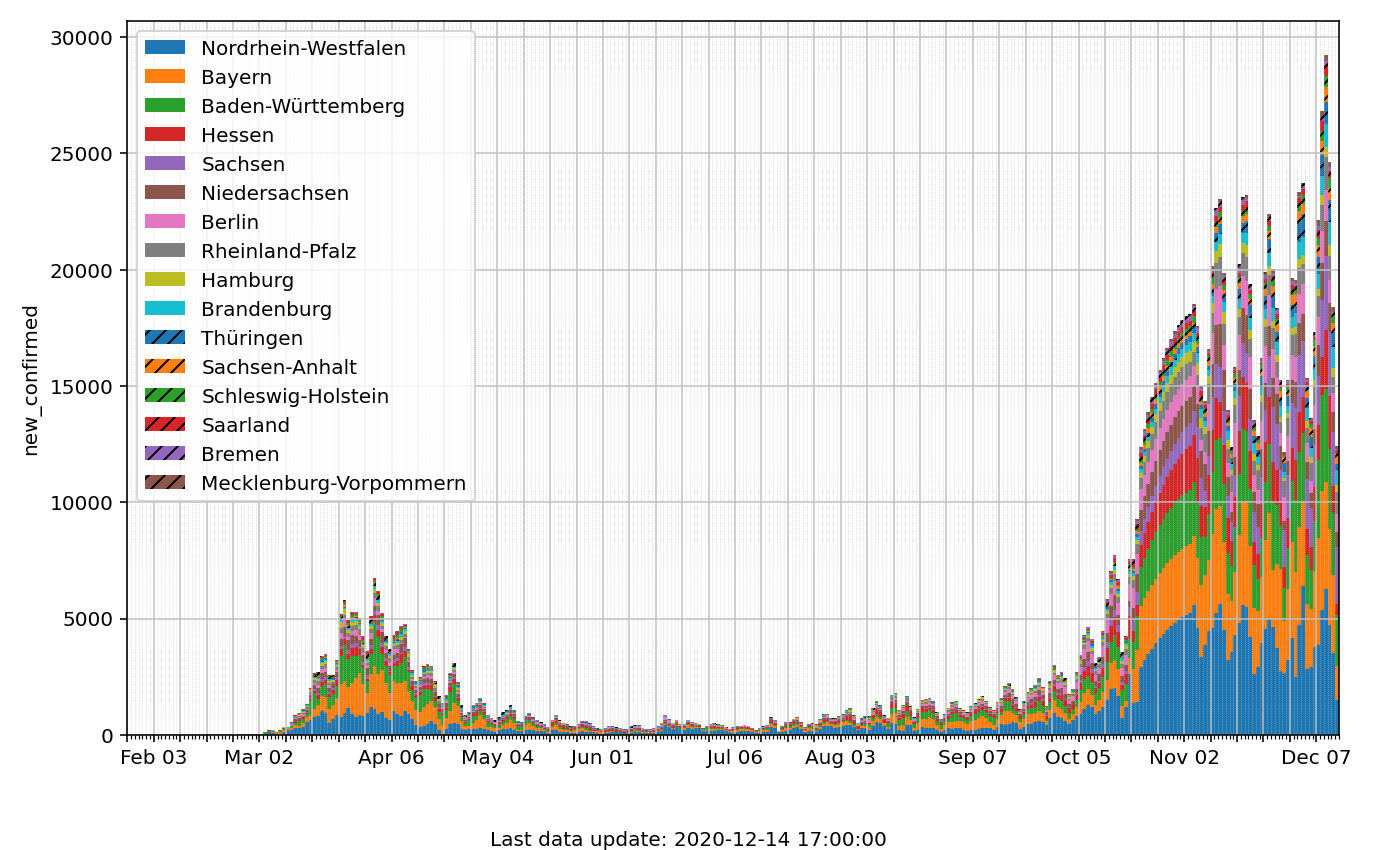 30000
25000
20000
15000
10000
5000
0
new_confirmed
Nordrhein-Westfalen
Bayern
Baden-Württemberg
Hessen
Sachsen
Niedersachsen
Berlin
Rheinland-Pfalz
Hamburg
Brandenburg
Thüringen
Sachsen-Anhalt
Schleswig-Holstein
Saarland
Bremen
Mecklenburg-Vorpommern
Feb 03 Mar 02 Apr 06 May 04 Jun 01 Jul 06 Aug 03 Sep 07 Oct 05 Nov 02 Dec 07
Last data update: 2020-12-14 17:00:00